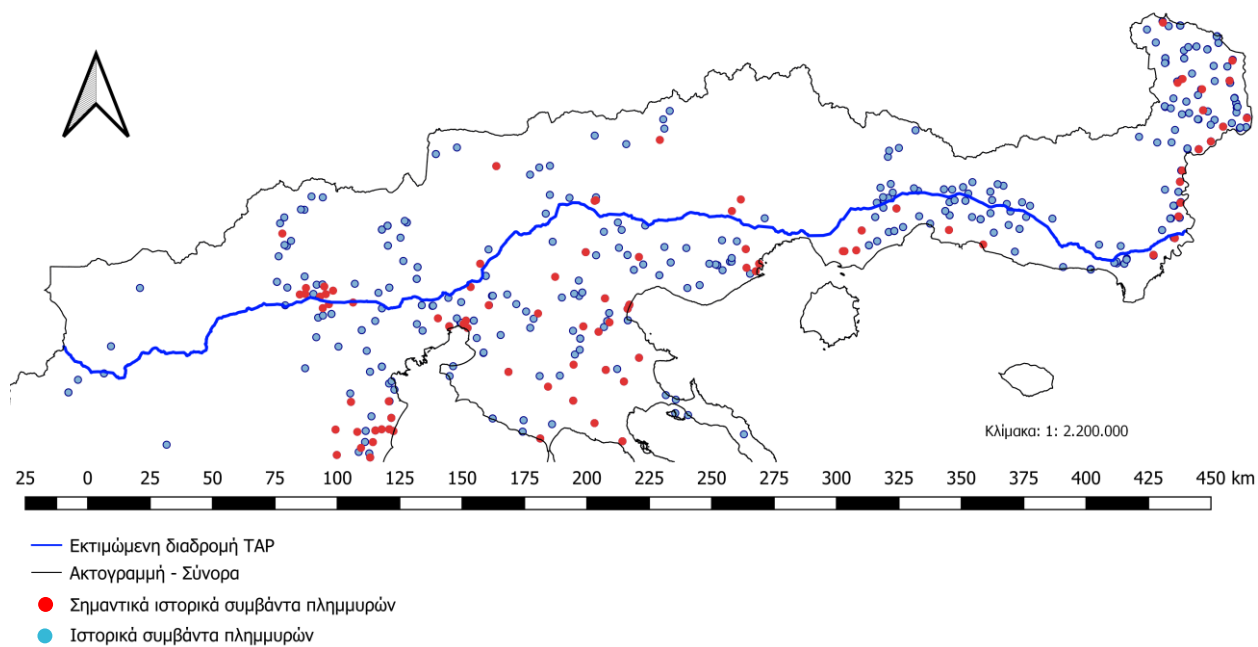 Κλίμακα: 1: 2.200.000
25 0 25 50 75 100 125 150 175 200 225 250 275 300 325 350 375 400 425 450 km
Εκτιμώμενη διαδρομή TAP
Ακτογραμμή - Σύνορα
Σημαντικά ιστορικά συμβάντα πλημμυρών
Ιστορικά συμβάντα πλημμυρών